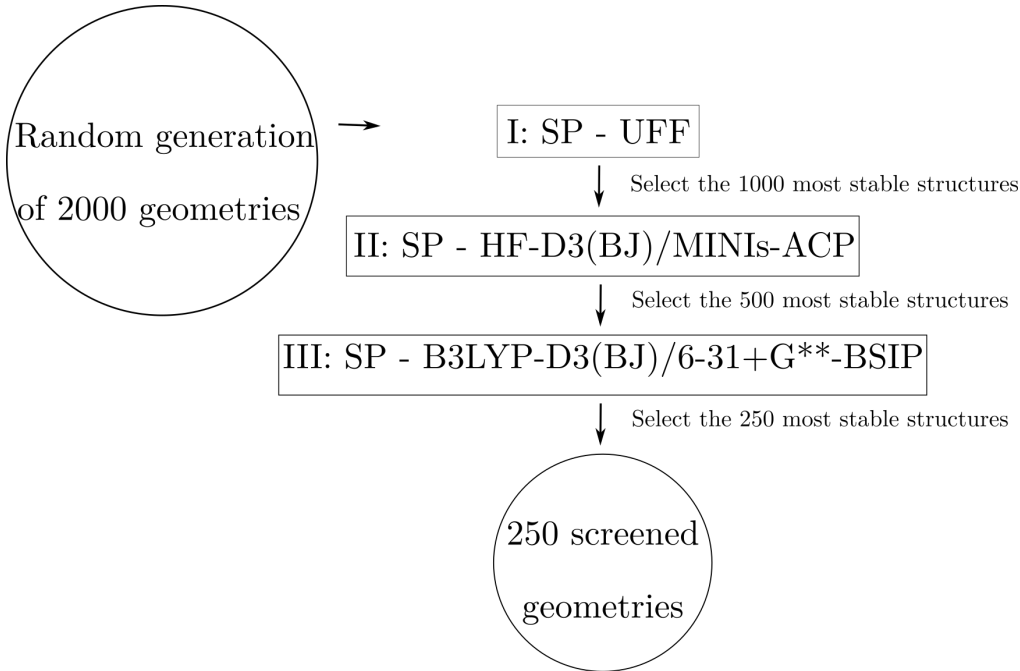 Random generation
of 2000 geometries
I: SP - UFF
Select the 1000 most stable structures
II: SP - HF-D3(BJ)/MINIs-ACP
Select the 500 most stable structures
III: SP - B3LYP-D3(BJ)/6-31+G**-BSIP
Select the 250 most stable structures
250 screened
geometries